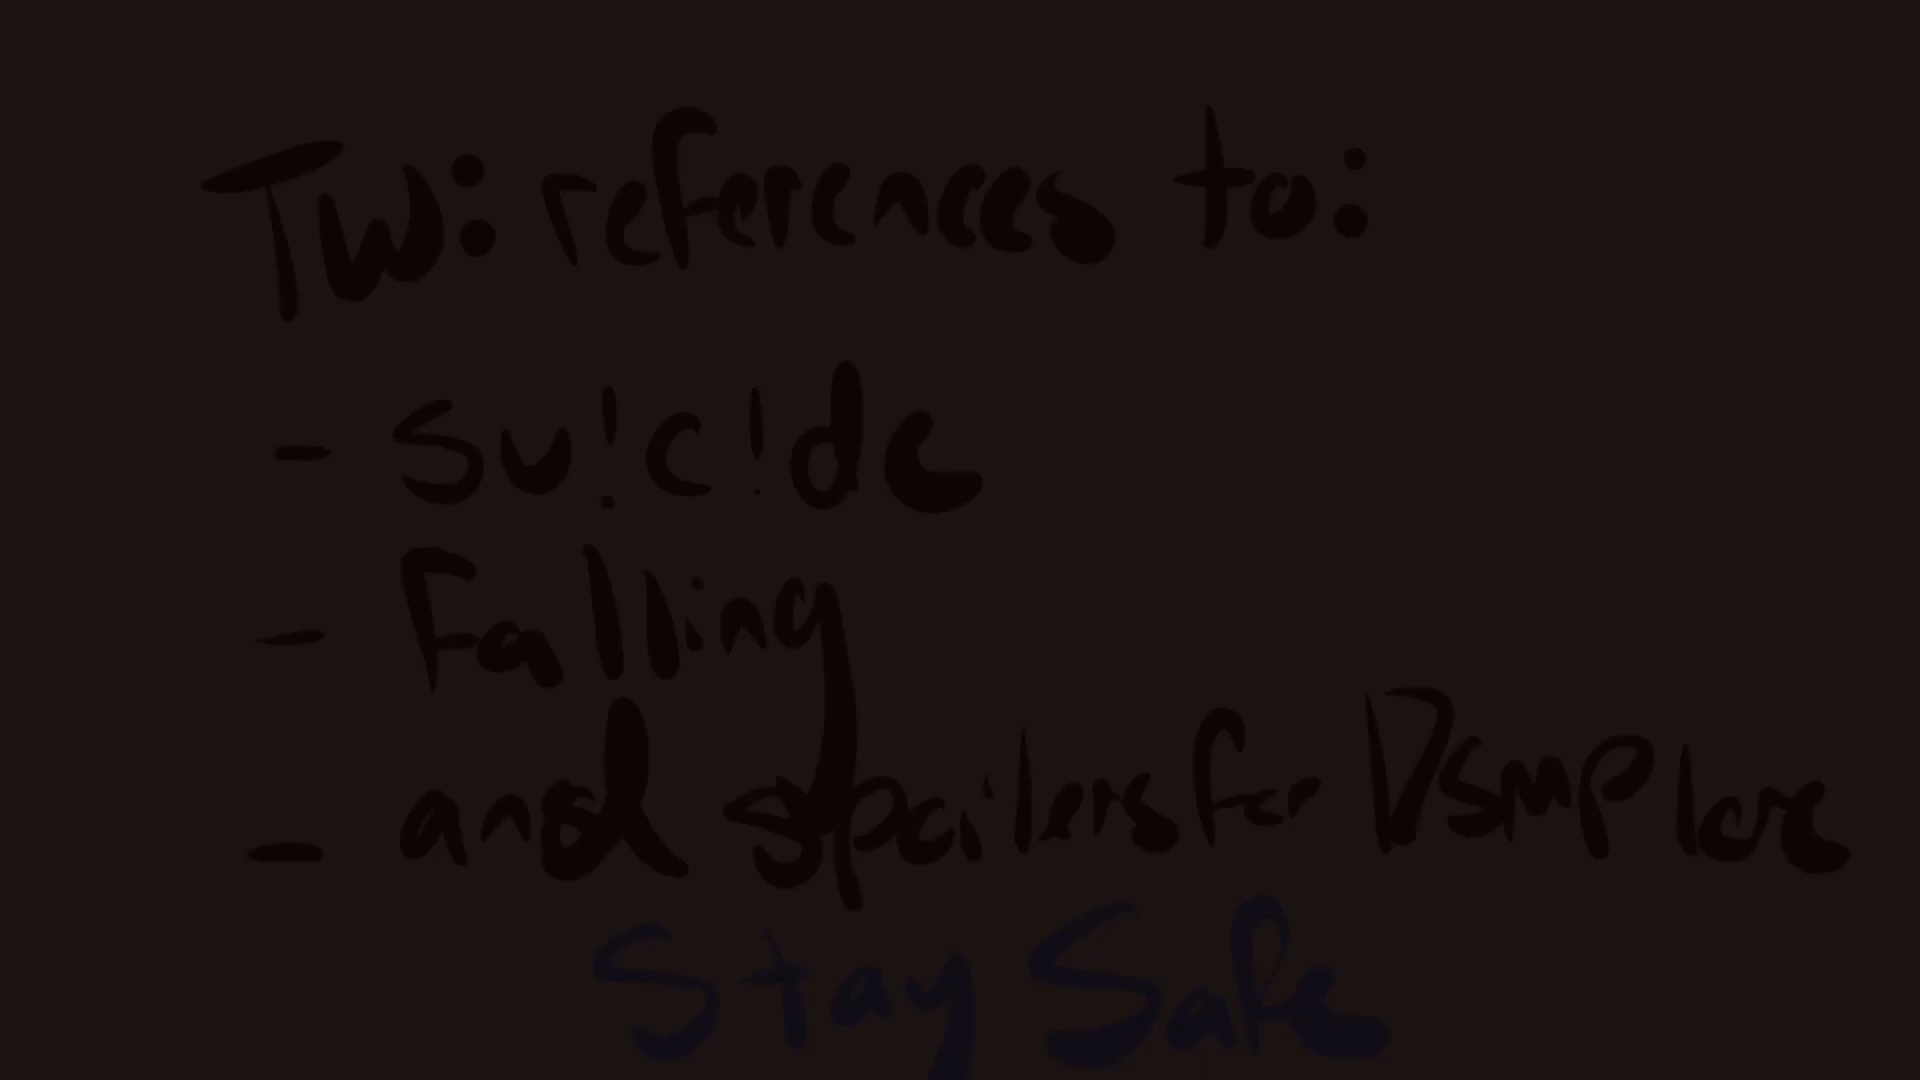 TW: references to:
- su!c!de
- Falling
- and spoilers for DSMP lore
Stay Safe